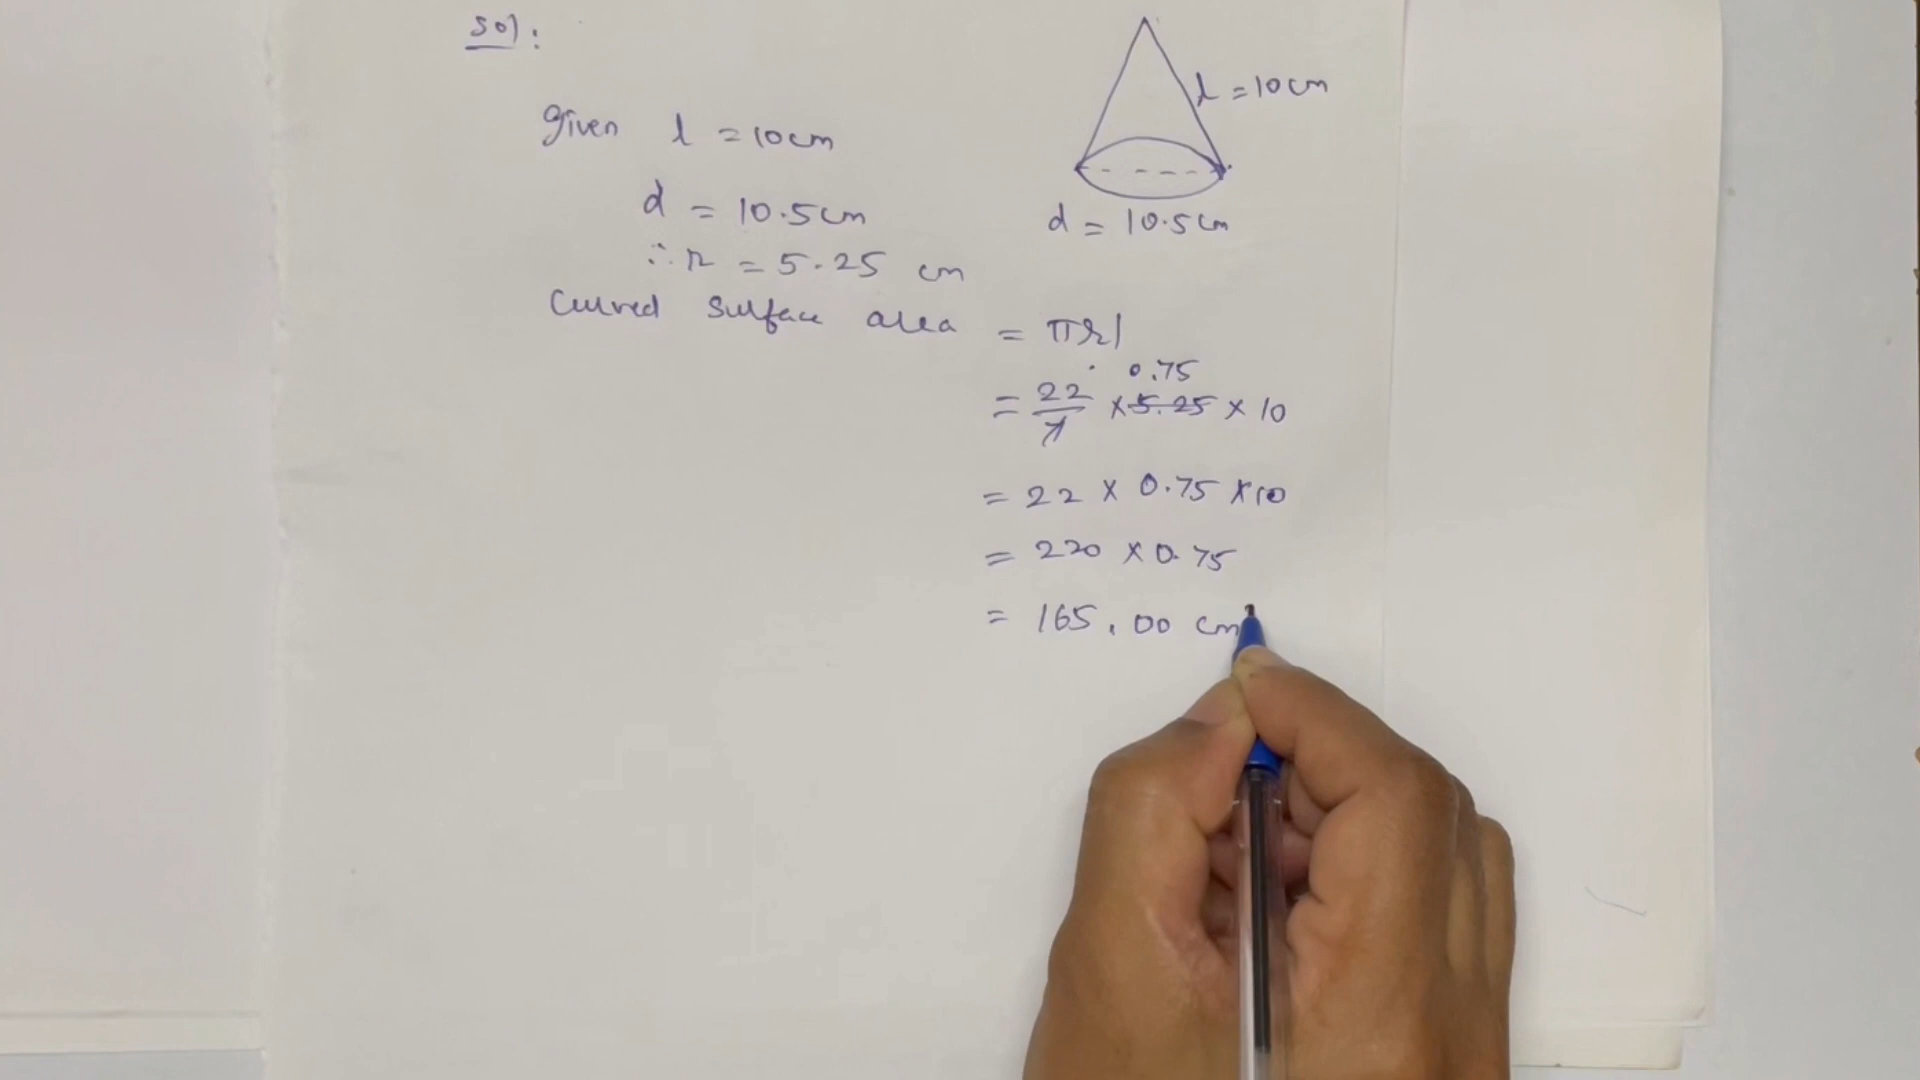 Sol:
l = 10cm
Given l = 10cm
d = 10.5cm
d = 10.5cm
∴ r = 5.25 cm
Curved surface area = πrl
0.75
= 22/7 × 5.25 × 10
= 22 × 0.75 × 10
= 220 × 0.75
= 165.00 cm